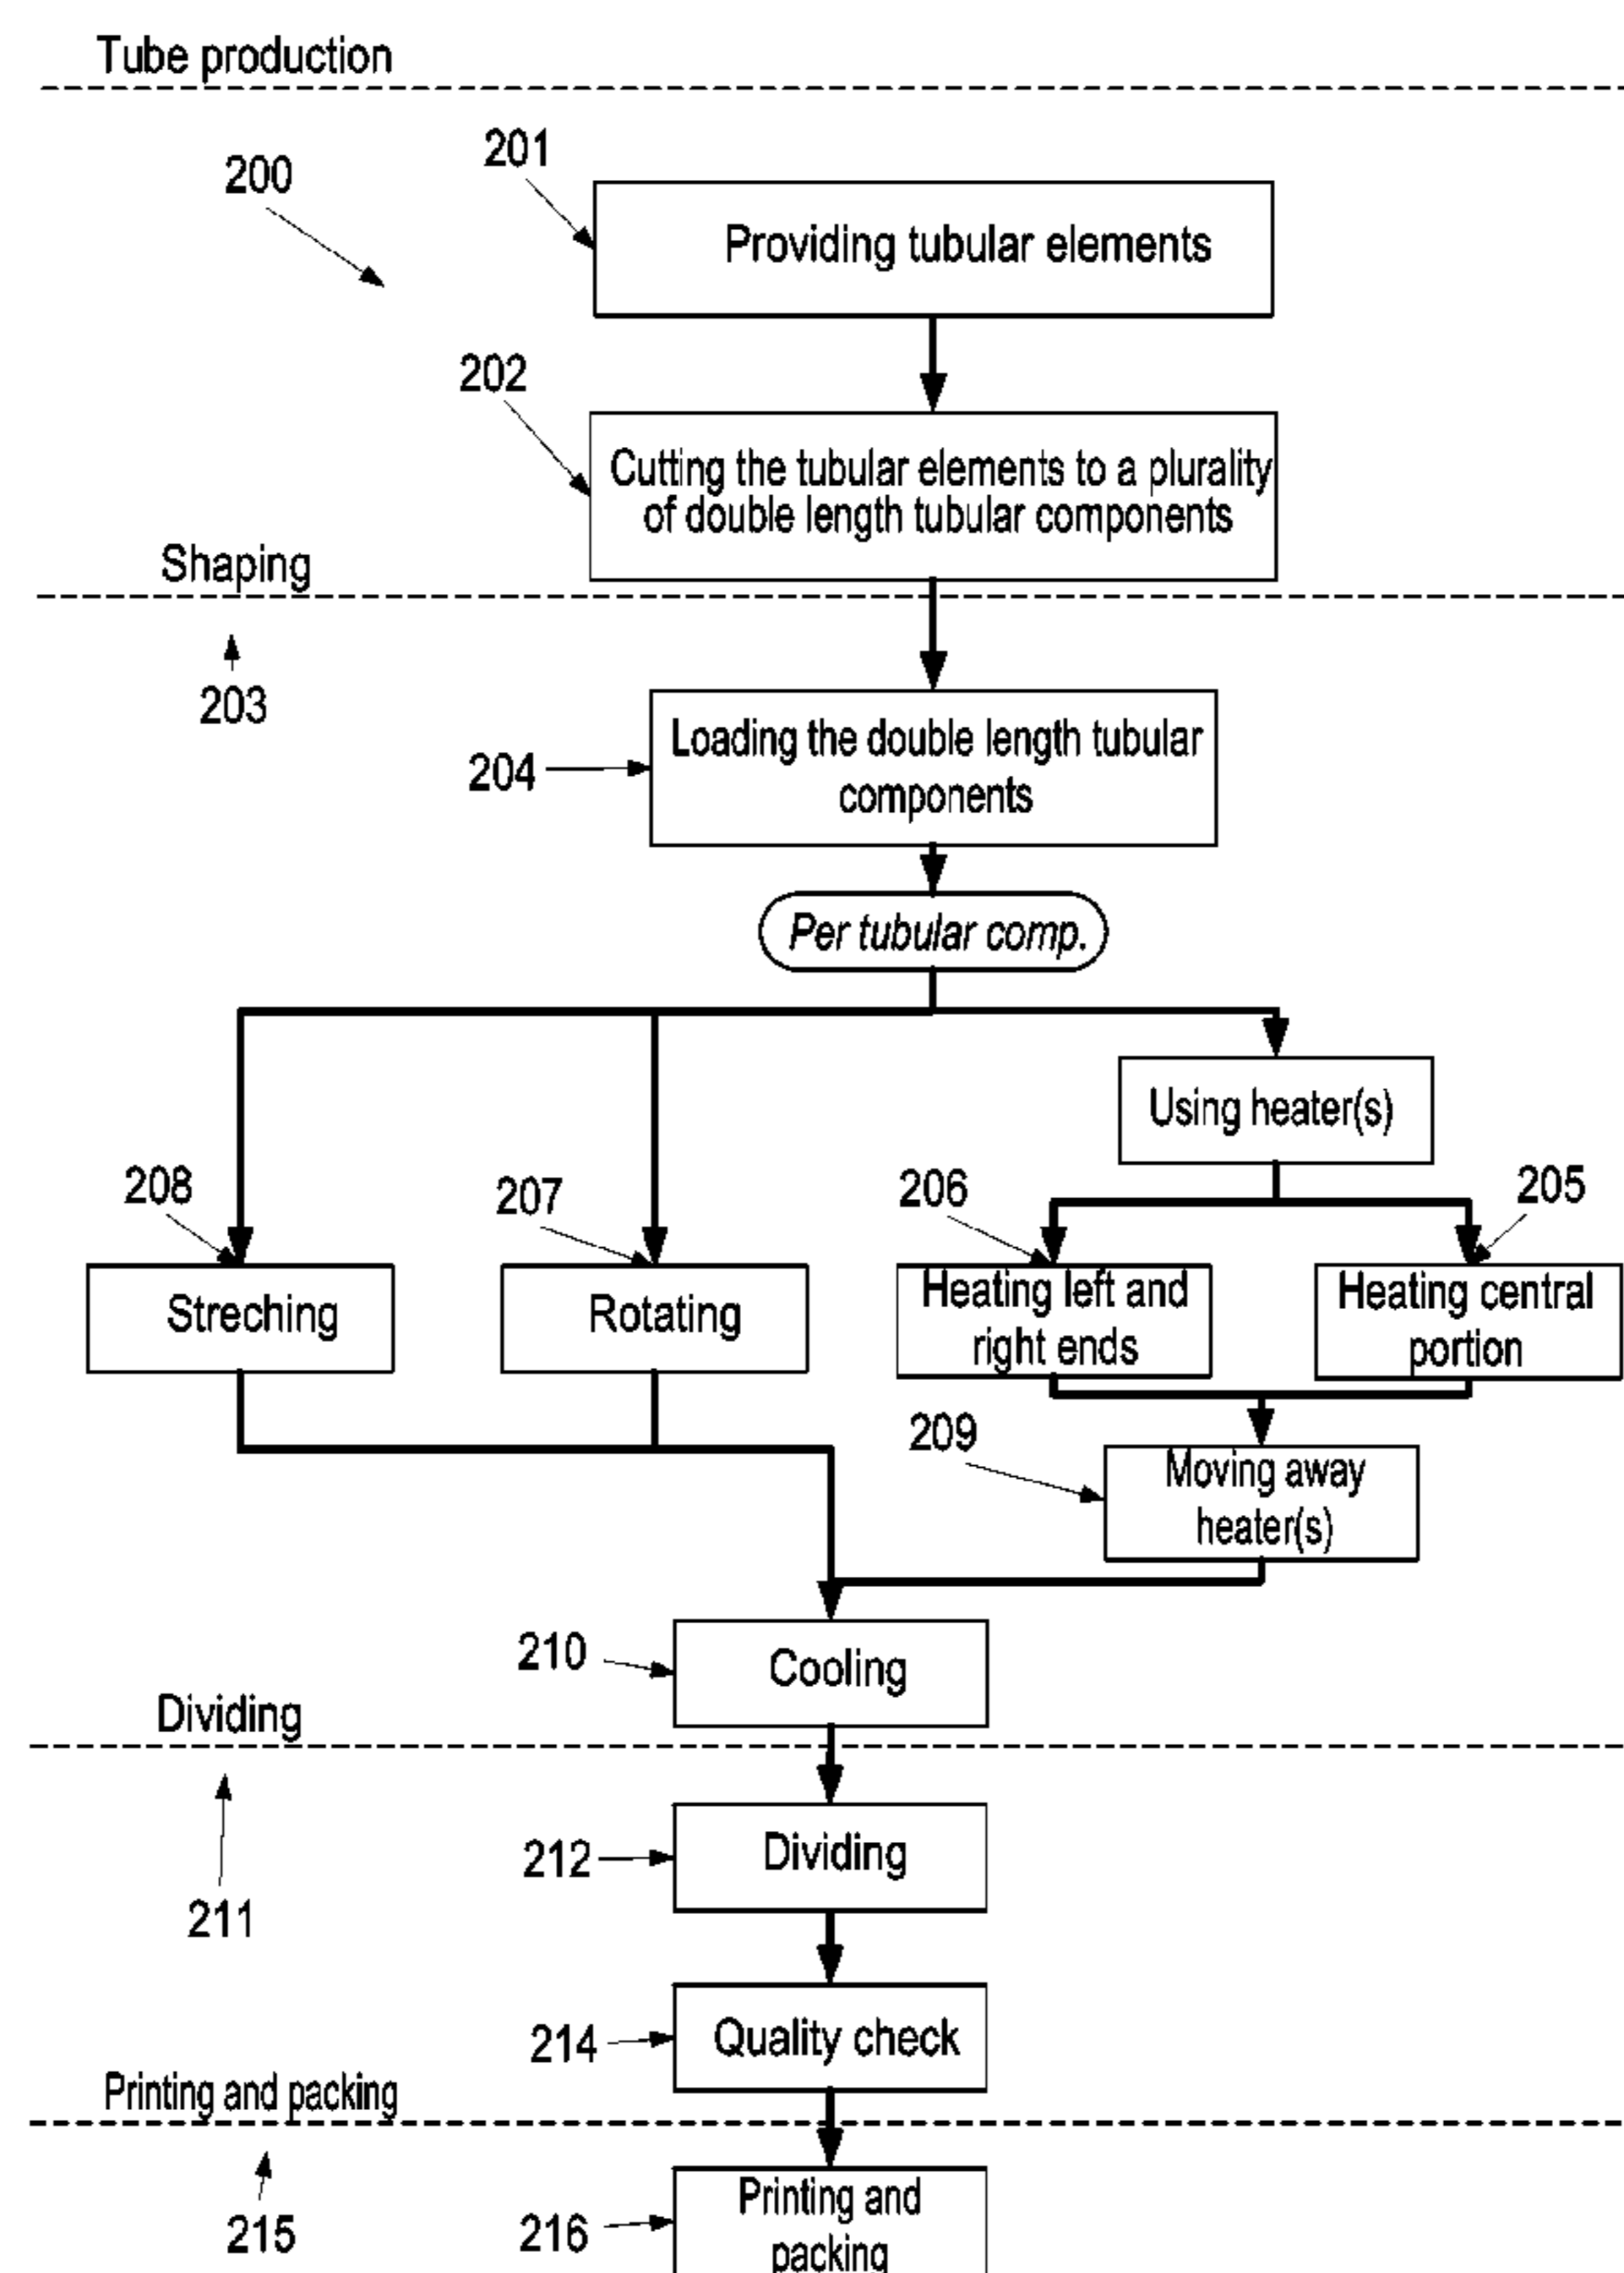 Tube production
200
201
Providing tubular elements
202
Cutting the tubular elements to a plurality
of double length tubular components
Shaping
203
204
Loading the double length tubular
components
Per tubular comp.
Using heater(s)
208
207
206
205
Streching
Rotating
Heating left and
right ends
Heating central
portion
209
Moving away
heater(s)
210
Cooling
Dividing
211
212
Dividing
214
Quality check
Printing and packing
215
216
Printing and
packing